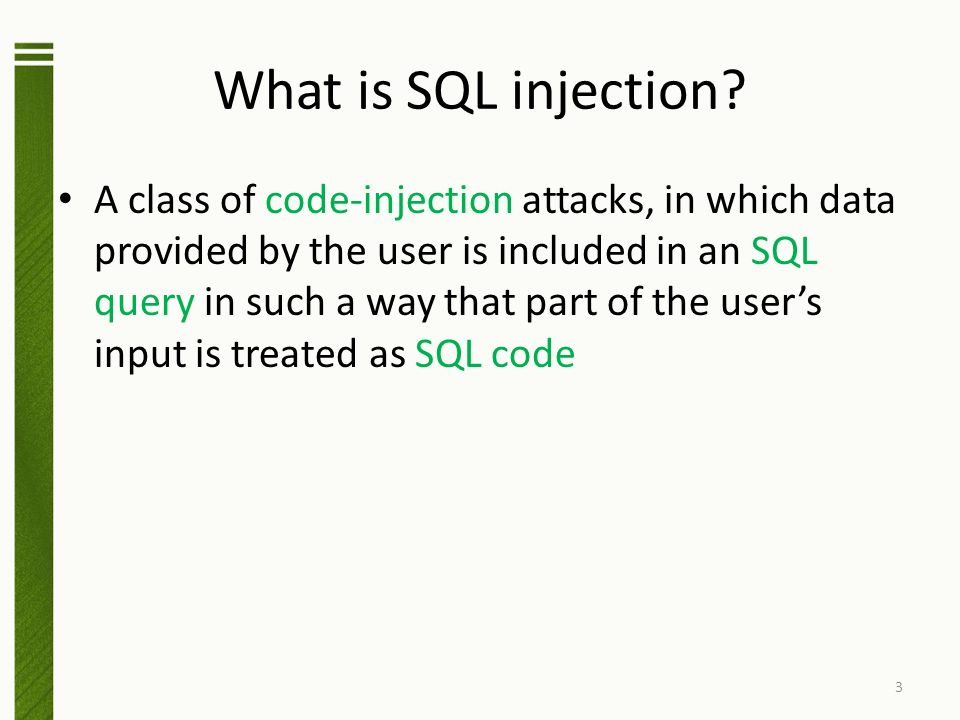 What is SQL injection?
• A class of code-injection attacks, in which data
provided by the user is included in an SQL
query in such a way that part of the user’s
input is treated as SQL code
3